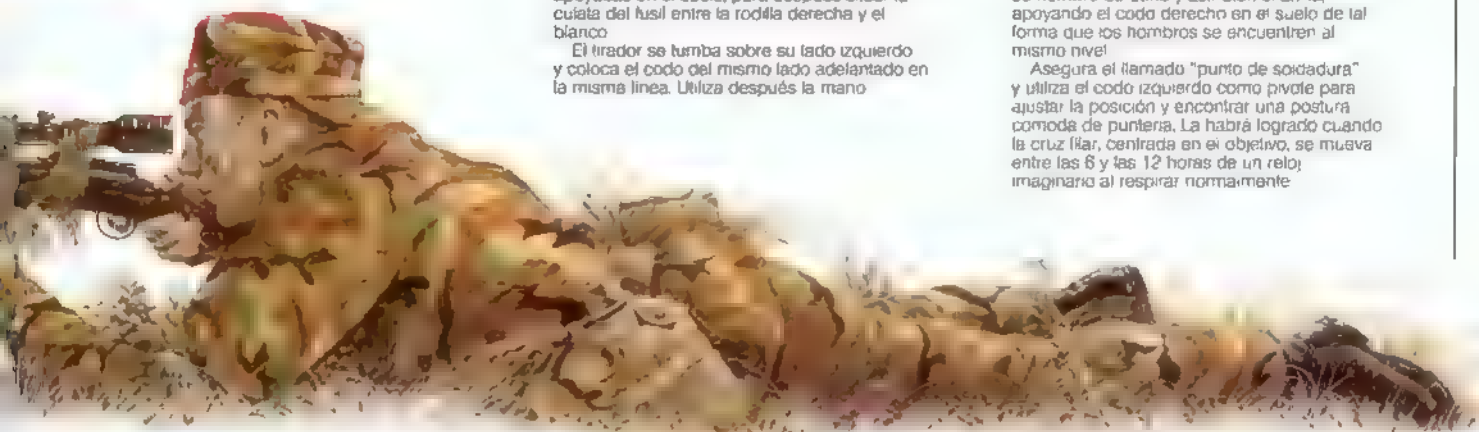 culata del fusil entre la rodilla derecha y el
blanco
El tirador se tumba sobre su lado izquierdo
y coloca el codo del mismo lado adelantado en
la misma línea. Utiliza después la mano
apoyando el codo derecho en el suelo de tal
forma que los hombros se encuentren al
mismo nivel
Asegura el llamado "punto de soldadura"
y utiliza el codo izquierdo como pivote para
ajustar la posición y encontrar una postura
comoda de puntería. La habrá logrado cuando
la cruz filar, centrada en el objetivo, se mueva
entre las 6 y las 12 horas de un reloj
imaginario al respirar normalmente